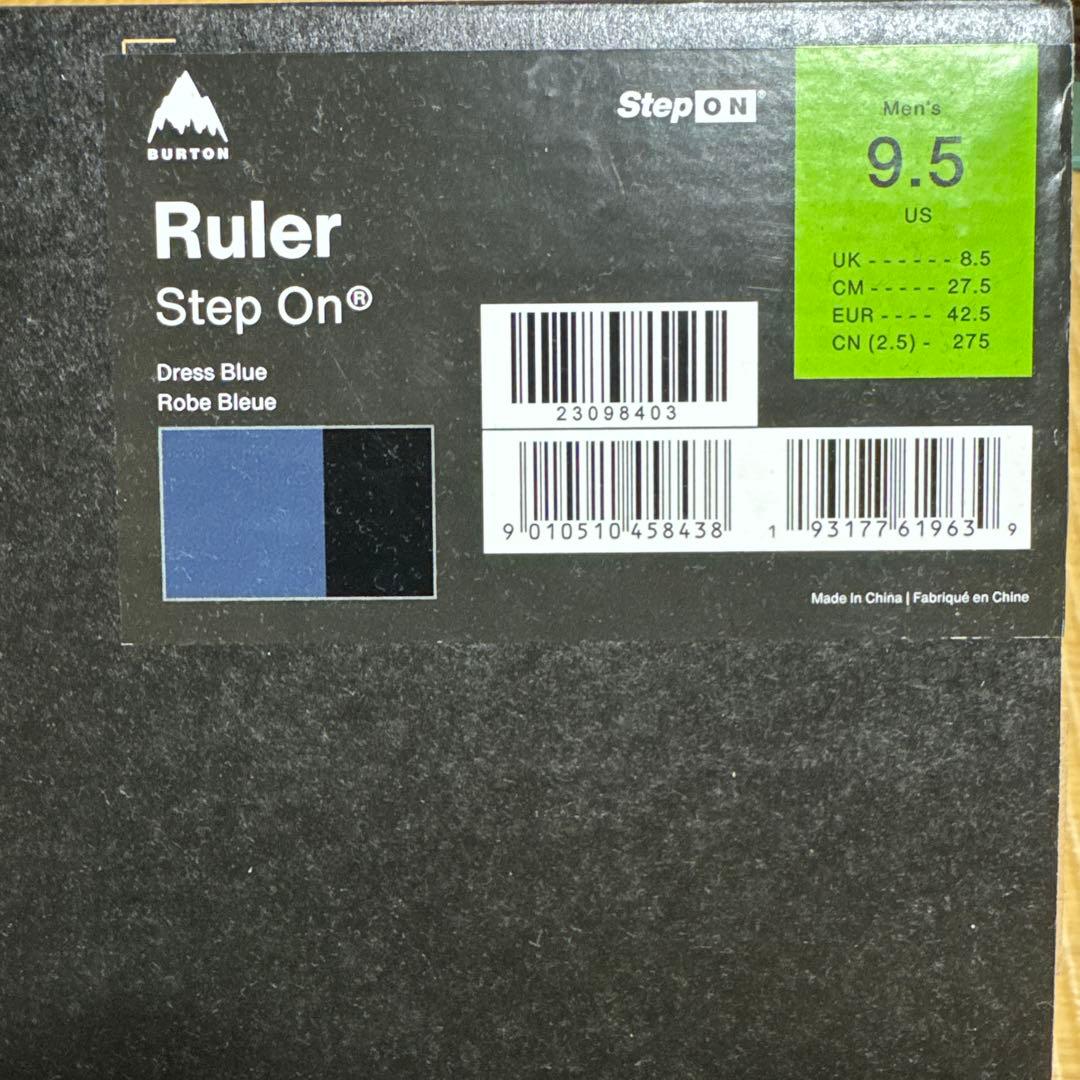 BURTON
Ruler
Step On®
Dress Blue
Robe Bleue
StepON®
Men's
9.5
US
UK - - - - - - 8.5
CM - - - - - 27.5
EUR - - - - 42.5
CN (2.5) - 275
23098403
9 010510 458438
1 93177 61963 9
Made In China | Fabriqué en Chine